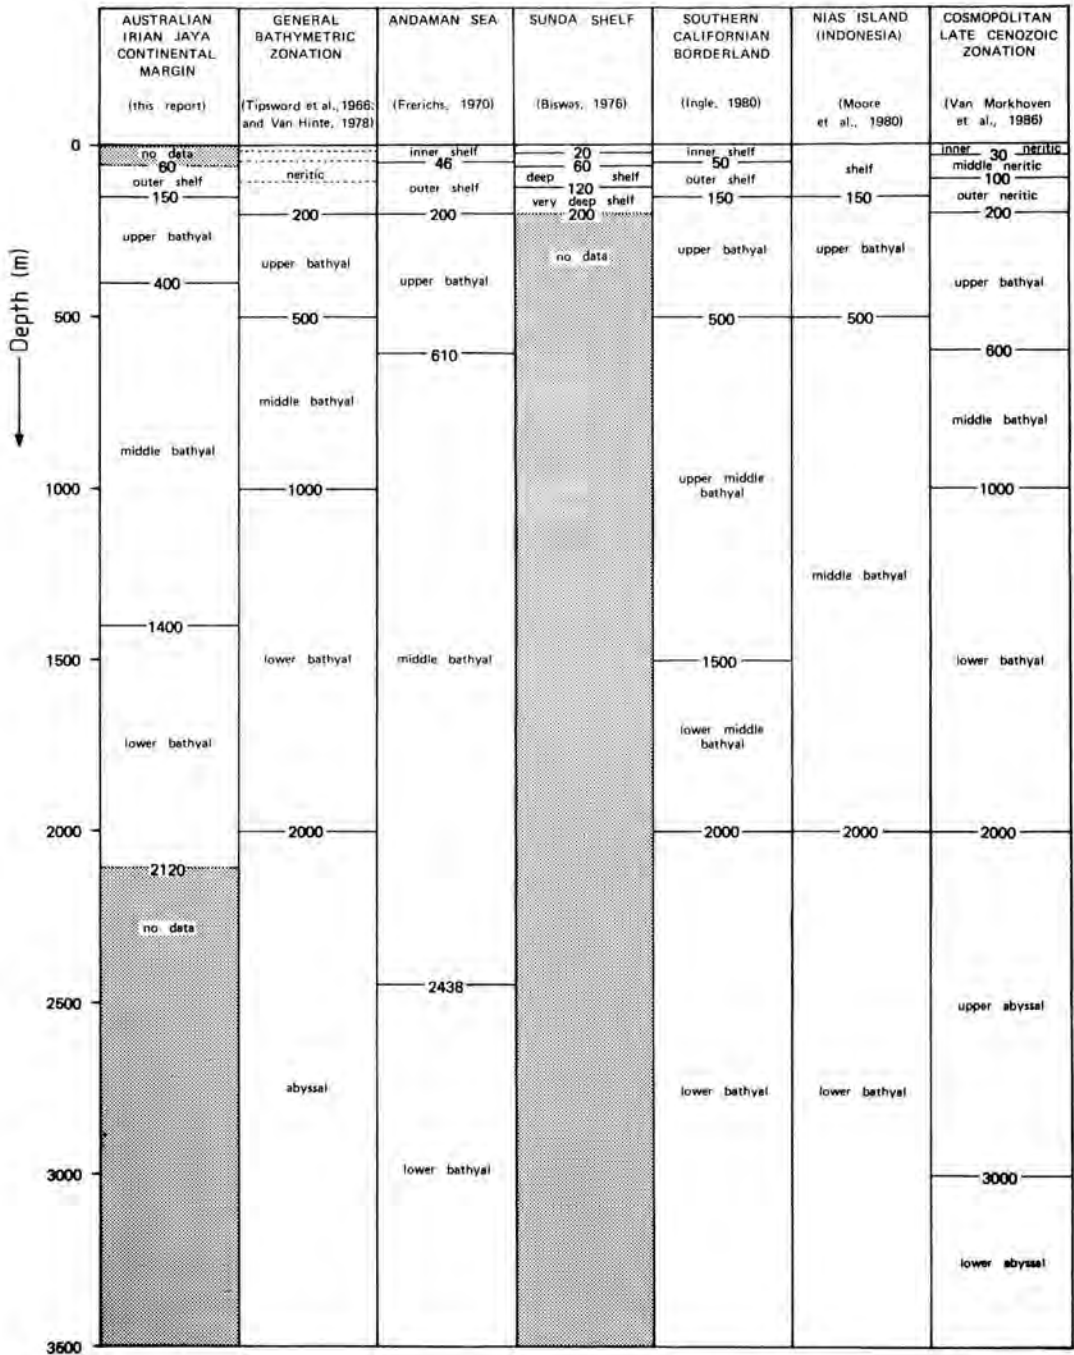 AUSTRALIAN
IRIAN JAYA
CONTINENTAL
MARGIN
(this report)
GENERAL
BATHYMETRIC
ZONATION
(Tipsword et al., 1966;
and Van Hinte, 1978)
ANDAMAN SEA
(Frerichs, 1970)
SUNDA SHELF
(Biswas, 1976)
SOUTHERN
CALIFORNIAN
BORDERLAND
(Ingle, 1980)
NIAS ISLAND
(INDONESIA)
(Moore
et al., 1980)
COSMOPOLITAN
LATE CENOZOIC
ZONATION
(Van Morkhoven
et al., 1986)
Depth (m)
0
500
1000
1500
2000
2500
3000
3500
no data
60
outer shelf
150
upper bathyal
400
middle bathyal
1400
lower bathyal
2120
no data
neritic
200
upper bathyal
500
middle bathyal
1000
lower bathyal
2000
abyssal
inner shelf
46
outer shelf
200
upper bathyal
610
middle bathyal
2438
lower bathyal
20
60
deep shelf
120
very deep shelf
200
no data
inner shelf
50
outer shelf
150
upper bathyal
500
upper middle
bathyal
1500
lower middle
bathyal
2000
lower bathyal
shelf
150
upper bathyal
500
middle bathyal
2000
lower bathyal
inner neritic
30
middle neritic
100
outer neritic
200
upper bathyal
600
middle bathyal
1000
lower bathyal
2000
upper abyssal
3000
lower abyssal